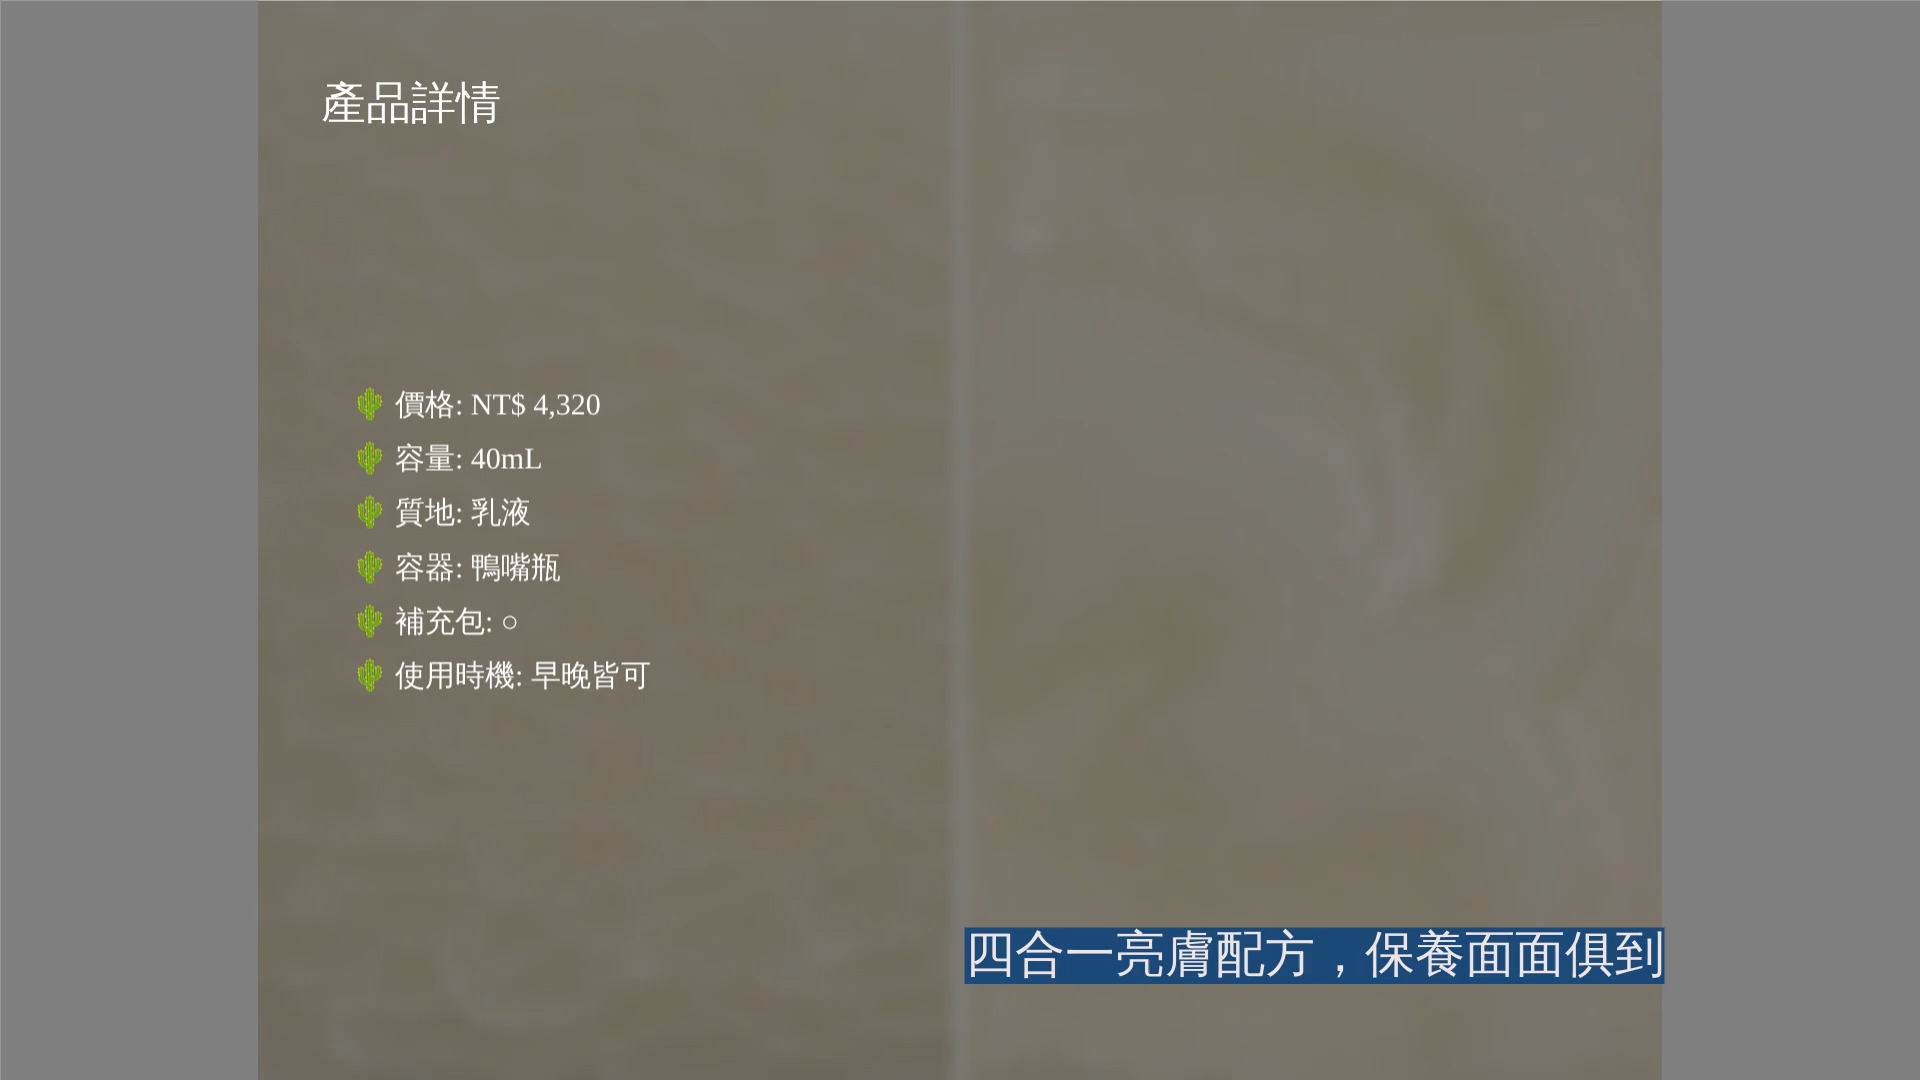 產品詳情
🌵 價格: NT$ 4,320
🌵 容量: 40mL
🌵 質地: 乳液
🌵 容器: 鴨嘴瓶
🌵 補充包: ○
🌵 使用時機: 早晚皆可
四合一亮膚配方，保養面面俱到